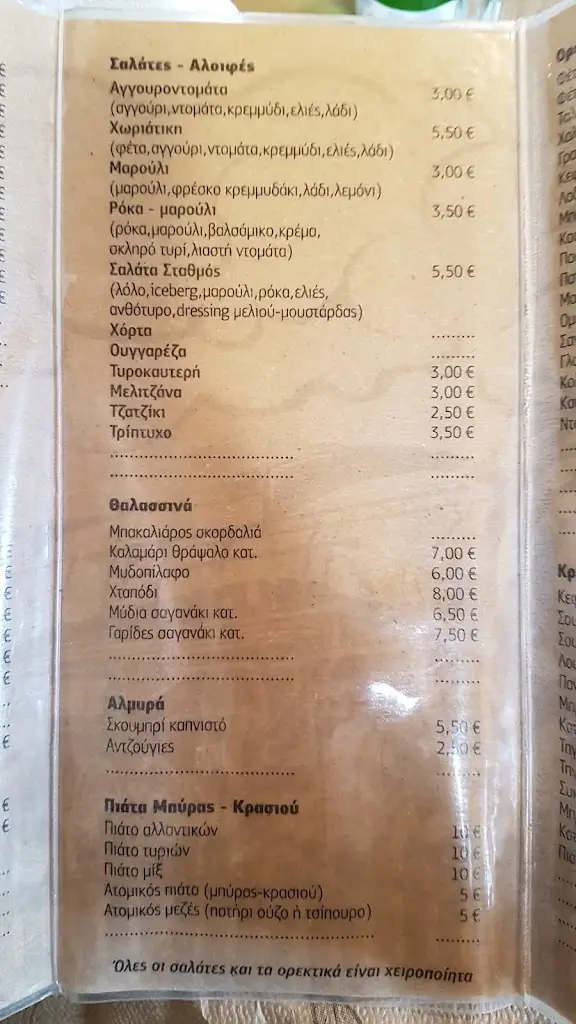 Σαλάτες - Αλοιφές
Αγγουροντομάτα 3,00 €
(αγγούρι,ντομάτα,κρεμμύδι,ελιές,λάδι)
Χωριάτικη 5,50 €
(φέτα,αγγούρι,ντομάτα,κρεμμύδι,ελιές,λάδι)
Μαρούλι 3,00 €
(μαρούλι,φρέσκο κρεμμυδάκι,λάδι,λεμόνι)
Ρόκα - μαρούλι 3,50 €
(ρόκα,μαρούλι,βαλσάμικο,κρέμα,
σκληρό τυρί,λιαστή ντομάτα)
Σαλάτα Σταθμός 5,50 €
(λόλο,iceberg,μαρούλι,ρόκα,ελιές,
ανθότυρο,dressing μελιού-μουστάρδας)
Χόρτα .........
Ουγγαρέζα .........
Τυροκαυτερή 3,00 €
Μελιτζάνα 3,00 €
Τζατζίκι 2,50 €
Τρίπτυχο 3,50 €
Θαλασσινά
Μπακαλιάρος σκορδαλιά .........
Καλαμάρι θράψαλο κατ. 7,00 €
Μυδοπίλαφο 6,00 €
Χταπόδι 8,00 €
Μύδια σαγανάκι κατ. 6,50 €
Γαρίδες σαγανάκι κατ. 7,50 €
Αλμυρά
Σκουμπρί καπνιστό 5,50 €
Αντζούγιες 2,50 €
Πιάτα Μπύρας - Κρασιού
Πιάτο αλλαντικών 10 €
Πιάτο τυριών 10 €
Πιάτο μίξ 10 €
Ατομικός πιάτο (μπύρας-κρασιού) 5 €
Ατομικός μεζές (ποτήρι ούζο ή τσίπουρο) 5 €
Όλες οι σαλάτες και τα ορεκτικά είναι χειροποίητα